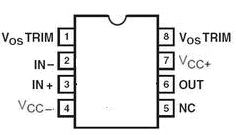 VOS TRIM 1 8 VOS TRIM
IN− 2 7 VCC+
IN+ 3 6 OUT
VCC− 4 5 NC